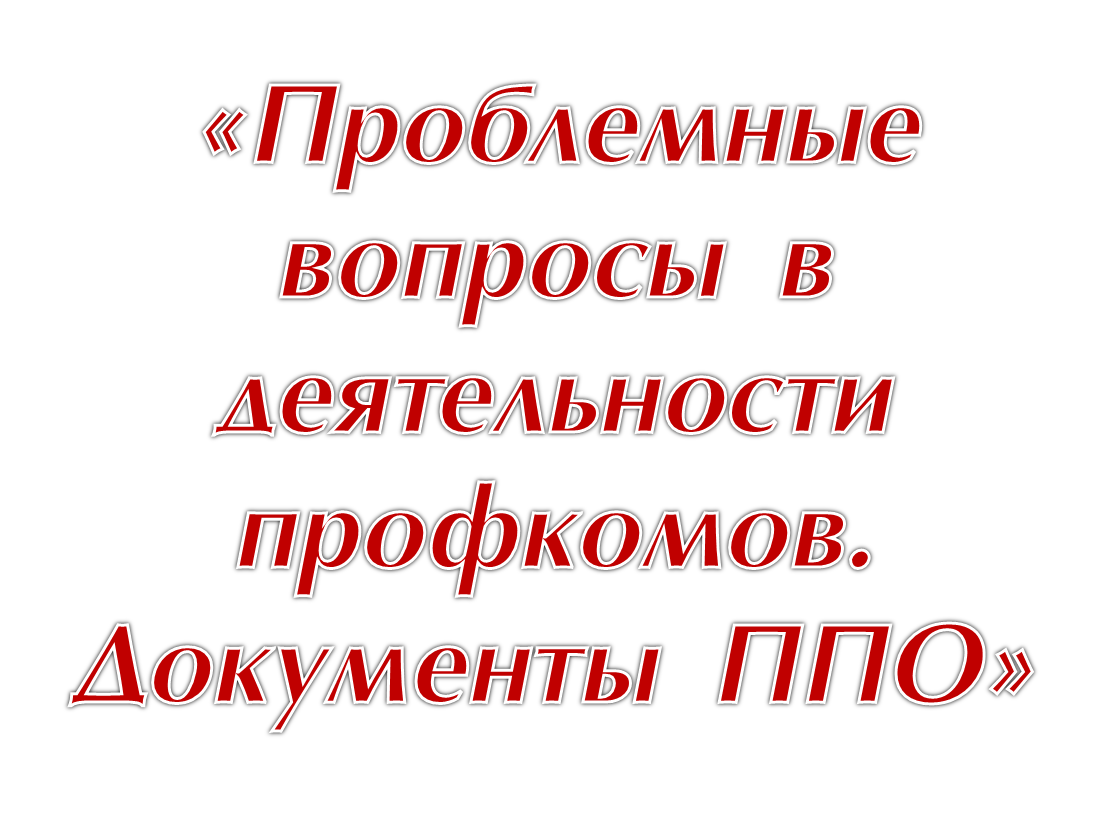 «Проблемные
вопросы в
деятельности
профкомов.
Документы ППО»